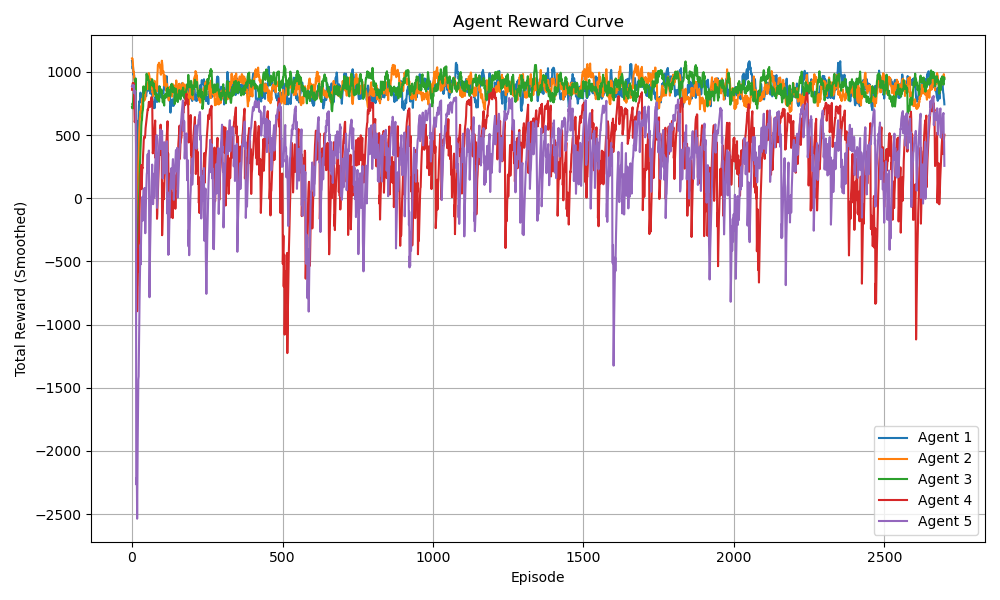 Agent Reward Curve
Total Reward (Smoothed)
1000
500
0
−500
−1000
−1500
−2000
−2500
0 500 1000 1500 2000 2500
Episode
Agent 1
Agent 2
Agent 3
Agent 4
Agent 5